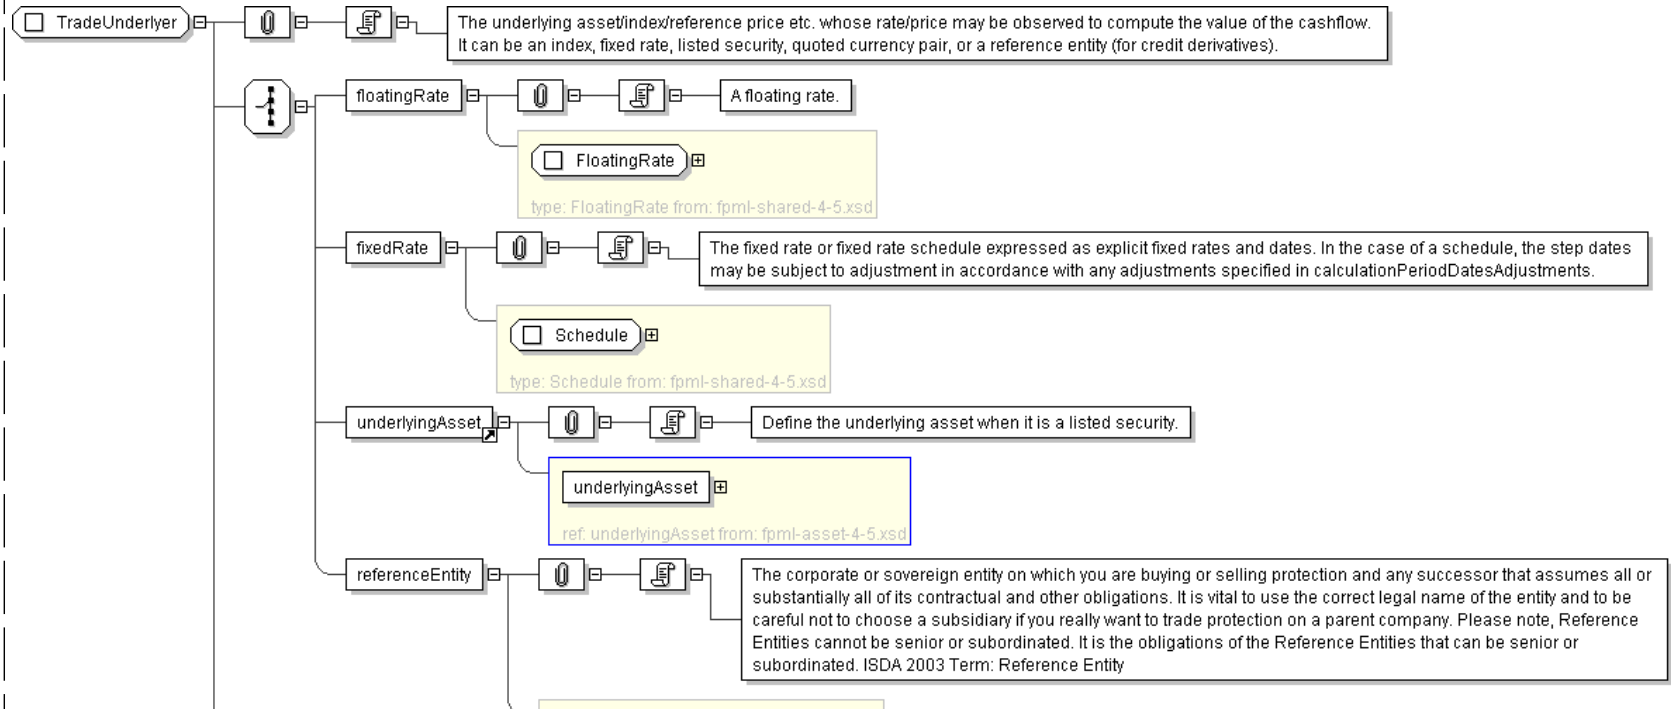 TradeUnderlyer
The underlying asset/index/reference price etc. whose rate/price may be observed to compute the value of the cashflow.
It can be an index, fixed rate, listed security, quoted currency pair, or a reference entity (for credit derivatives).
floatingRate
A floating rate.
FloatingRate
type: FloatingRate from: fpml-shared-4-5.xsd
fixedRate
The fixed rate or fixed rate schedule expressed as explicit fixed rates and dates. In the case of a schedule, the step dates
may be subject to adjustment in accordance with any adjustments specified in calculationPeriodDatesAdjustments.
Schedule
type: Schedule from: fpml-shared-4-5.xsd
underlyingAsset
Define the underlying asset when it is a listed security.
underlyingAsset
ref: underlyingAsset from: fpml-asset-4-5.xsd
referenceEntity
The corporate or sovereign entity on which you are buying or selling protection and any successor that assumes all or
substantially all of its contractual and other obligations. It is vital to use the correct legal name of the entity and to be
careful not to choose a subsidiary if you really want to trade protection on a parent company. Please note, Reference
Entities cannot be senior or subordinated. It is the obligations of the Reference Entities that can be senior or
subordinated. ISDA 2003 Term: Reference Entity